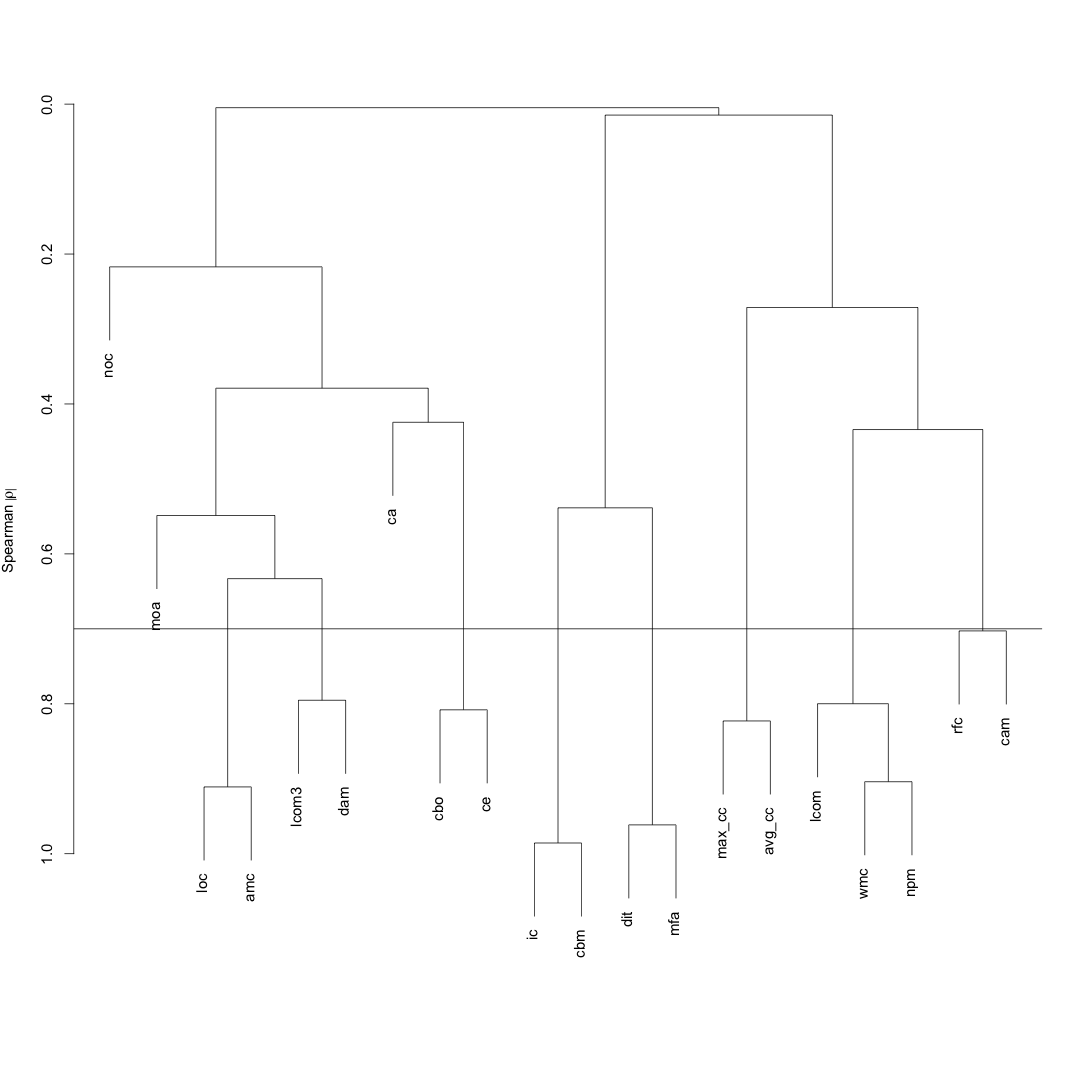 Spearman |ρ|
0.0
0.2
0.4
0.6
0.8
1.0
noc
moa
loc
amc
lcom3
dam
ca
cbo
ce
ic
cbm
dit
mfa
max_cc
avg_cc
lcom
wmc
npm
rfc
cam